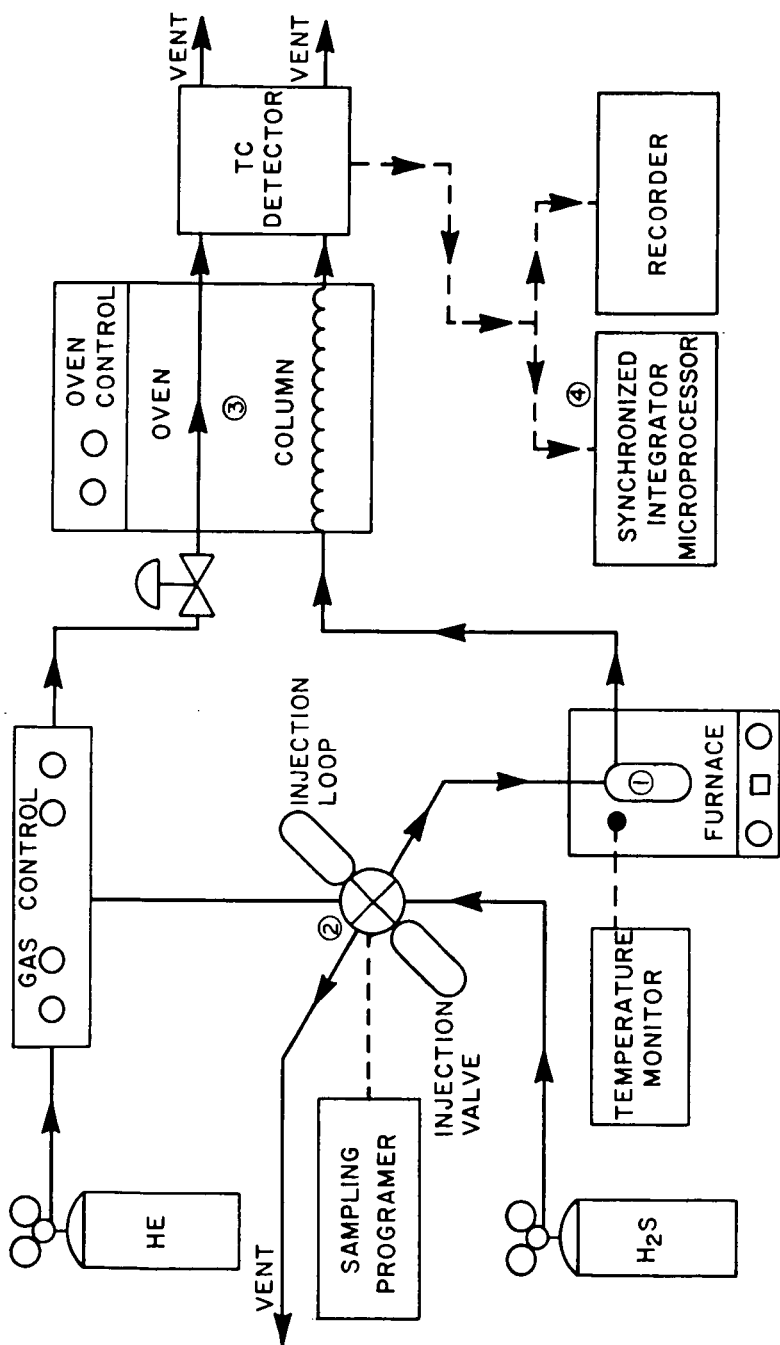 HE
GAS CONTROL
VENT
SAMPLING
PROGRAMER
②
INJECTION
LOOP
INJECTION
VALVE
H₂S
TEMPERATURE
MONITOR
①
FURNACE
OVEN
CONTROL
OVEN
③
COLUMN
TC
DETECTOR
VENT
VENT
④
SYNCHRONIZED
INTEGRATOR
MICROPROCESSOR
RECORDER